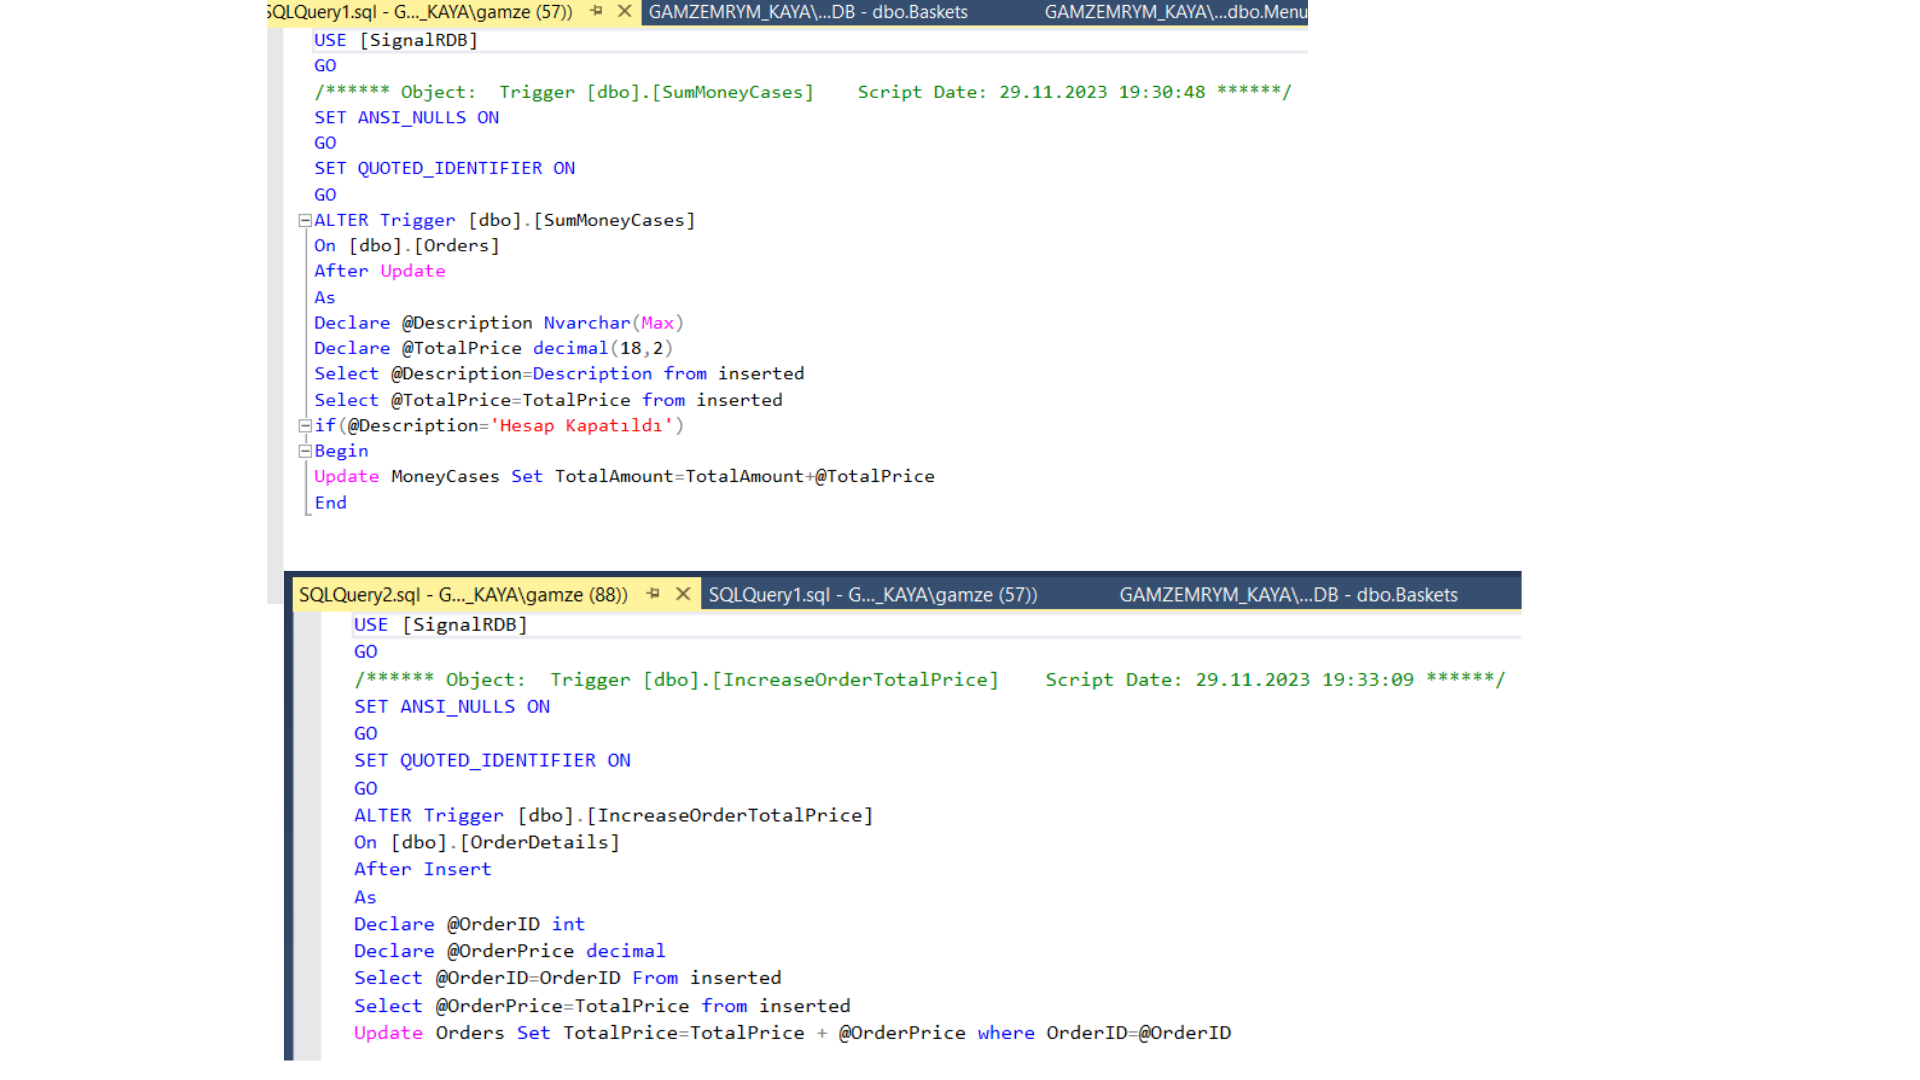 SQLQuery1.sql - G..._KAYA\gamze (57)) GAMZEMRYM_KAYA\...DB - dbo.Baskets GAMZEMRYM_KAYA\...dbo.Menu
USE [SignalRDB]
GO
/****** Object:  Trigger [dbo].[SumMoneyCases]    Script Date: 29.11.2023 19:30:48 ******/
SET ANSI_NULLS ON
GO
SET QUOTED_IDENTIFIER ON
GO
ALTER Trigger [dbo].[SumMoneyCases]
On [dbo].[Orders]
After Update
As
Declare @Description Nvarchar(Max)
Declare @TotalPrice decimal(18,2)
Select @Description=Description from inserted
Select @TotalPrice=TotalPrice from inserted
if(@Description='Hesap Kapatıldı')
Begin
Update MoneyCases Set TotalAmount=TotalAmount+@TotalPrice
End
SQLQuery2.sql - G..._KAYA\gamze (88)) SQLQuery1.sql - G..._KAYA\gamze (57)) GAMZEMRYM_KAYA\...DB - dbo.Baskets
USE [SignalRDB]
GO
/****** Object:  Trigger [dbo].[IncreaseOrderTotalPrice]    Script Date: 29.11.2023 19:33:09 ******/
SET ANSI_NULLS ON
GO
SET QUOTED_IDENTIFIER ON
GO
ALTER Trigger [dbo].[IncreaseOrderTotalPrice]
On [dbo].[OrderDetails]
After Insert
As
Declare @OrderID int
Declare @OrderPrice decimal
Select @OrderID=OrderID From inserted
Select @OrderPrice=TotalPrice from inserted
Update Orders Set TotalPrice=TotalPrice + @OrderPrice where OrderID=@OrderID